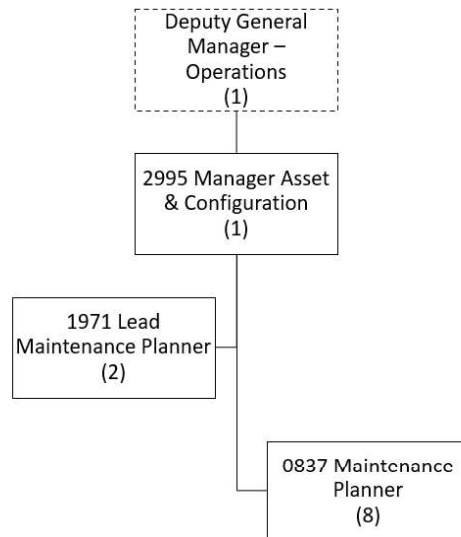 Deputy General
Manager –
Operations
(1)
2995 Manager Asset
& Configuration
(1)
1971 Lead
Maintenance Planner
(2)
0837 Maintenance
Planner
(8)